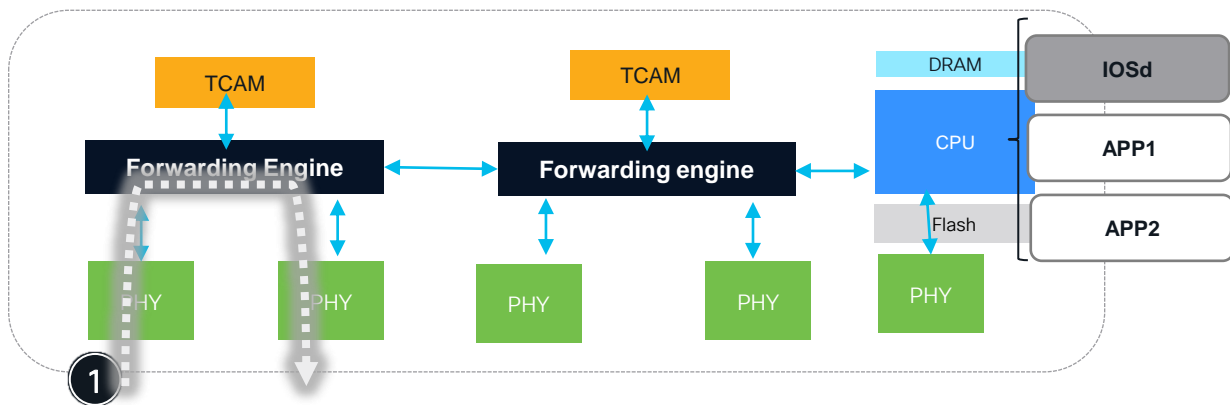 TCAM
TCAM
DRAM
IOSd
CPU
APP1
Forwarding Engine
Forwarding engine
Flash
APP2
PHY
PHY
PHY
PHY
PHY
1